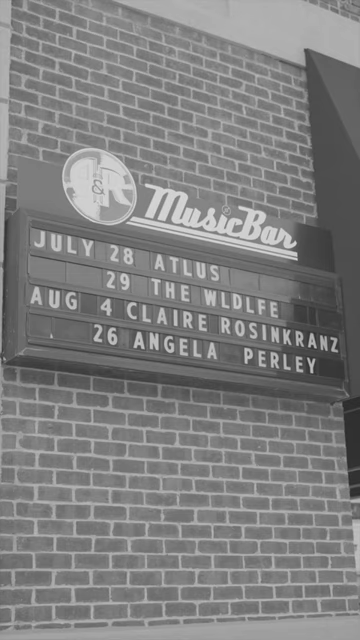 MusicBar
JULY 28 ATLUS
29 THE WLDLFE
AUG 4 CLAIRE ROSINKRANZ
26 ANGELA PERLEY